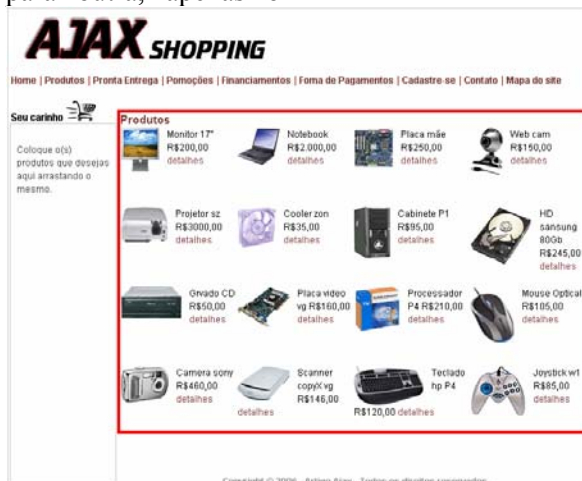 AJAX SHOPPING
Home | Produtos | Pronta Entrega | Pomoções | Financiamentos | Foma de Pagamentos | Cadastre-se | Contato | Mapa do site
Seu carinho
Coloque o(s)
produtos que desejas
aqui arrastando o
mesmo.
Produtos
Monitor 17"
R$200,00
detalhes
Notebook
R$2.000,00
detalhes
Placa mãe
R$250,00
detalhes
Web cam
R$150,00
detalhes
Projetor sz
R$3000,00
detalhes
Cooler zon
R$35,00
detalhes
Cabinete P1
R$95,00
detalhes
HD
sansung
80Gb
R$245,00
detalhes
Grvado CD
R$50,00
detalhes
Placa video
vg R$160,00
detalhes
Processador
P4 R$210,00
detalhes
Mouse Optical
R$105,00
detalhes
Camera sony
R$460,00
detalhes
Scanner
copyX vg
R$146,00
detalhes
Teclado
hp P4
R$120,00 detalhes
Joystick w1
R$85,00
detalhes